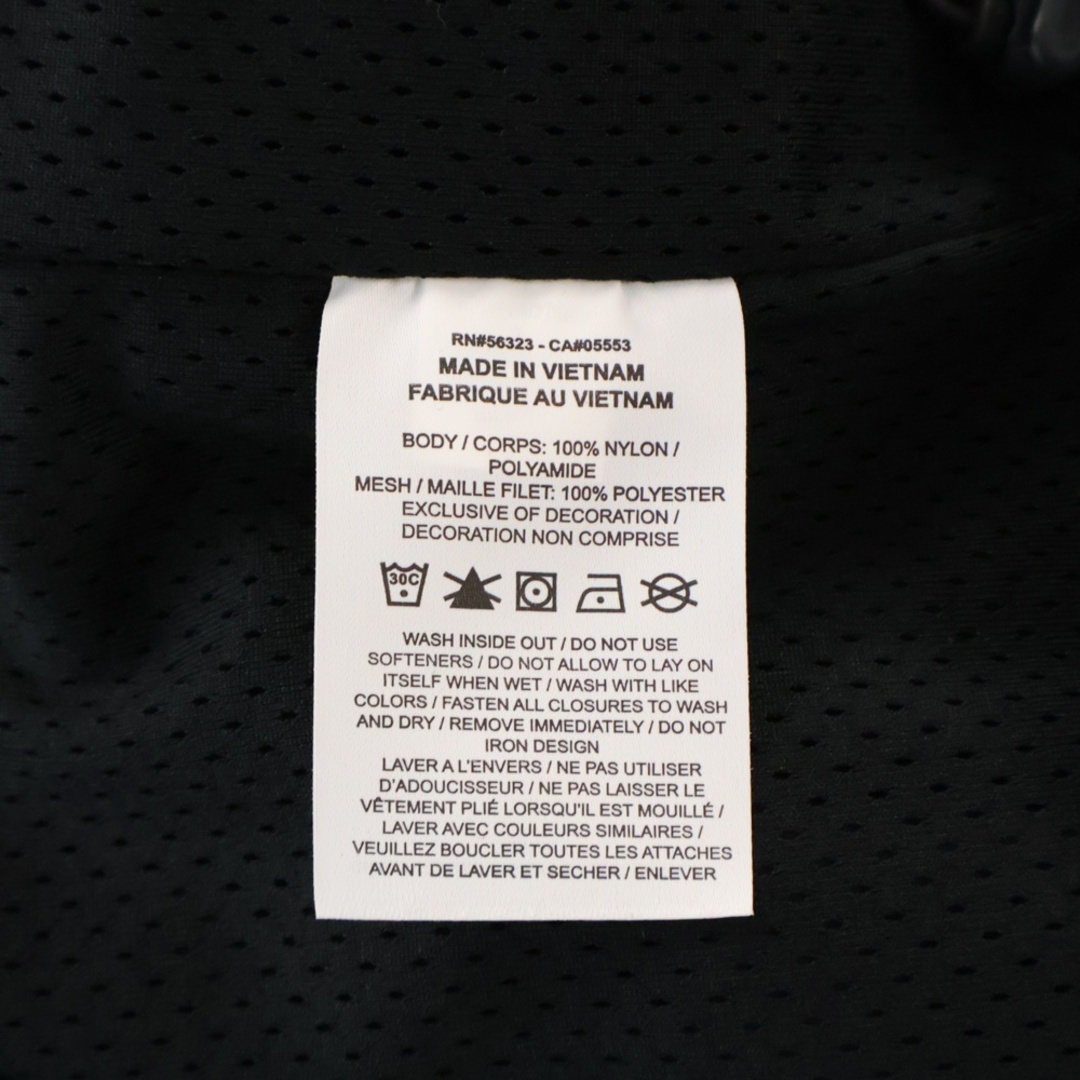 RN#56323 - CA#05553
MADE IN VIETNAM
FABRIQUE AU VIETNAM
BODY / CORPS: 100% NYLON /
POLYAMIDE
MESH / MAILLE FILET: 100% POLYESTER
EXCLUSIVE OF DECORATION /
DECORATION NON COMPRISE
30C
WASH INSIDE OUT / DO NOT USE
SOFTENERS / DO NOT ALLOW TO LAY ON
ITSELF WHEN WET / WASH WITH LIKE
COLORS / FASTEN ALL CLOSURES TO WASH
AND DRY / REMOVE IMMEDIATELY / DO NOT
IRON DESIGN
LAVER A L'ENVERS / NE PAS UTILISER
D'ADOUCISSEUR / NE PAS LAISSER LE
VÊTEMENT PLIÉ LORSQU'IL EST MOUILLÉ /
LAVER AVEC COULEURS SIMILAIRES /
VEUILLEZ BOUCLER TOUTES LES ATTACHES
AVANT DE LAVER ET SECHER / ENLEVER